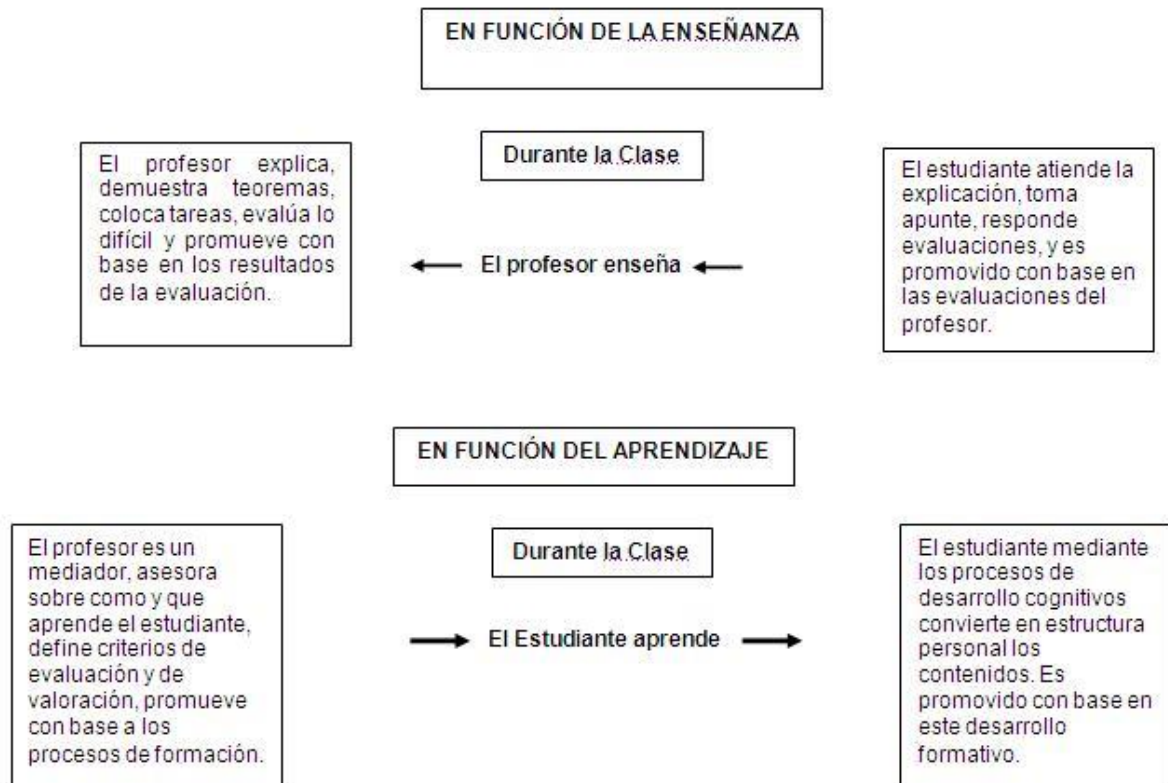 EN FUNCIÓN DE LA ENSEÑANZA
Durante la Clase
El profesor explica,
demuestra teoremas,
coloca tareas, evalúa lo
difícil y promueve con
base en los resultados
de la evaluación.
El profesor enseña
El estudiante atiende la
explicación, toma
apunte, responde
evaluaciones, y es
promovido con base en
las evaluaciones del
profesor.
EN FUNCIÓN DEL APRENDIZAJE
Durante la Clase
El profesor es un
mediador, asesora
sobre como y que
aprende el estudiante,
define criterios de
evaluación y de
valoración, promueve
con base a los
procesos de formación.
El Estudiante aprende
El estudiante mediante
los procesos de
desarrollo cognitivos
convierte en estructura
personal los
contenidos. Es
promovido con base en
este desarrollo
formativo.